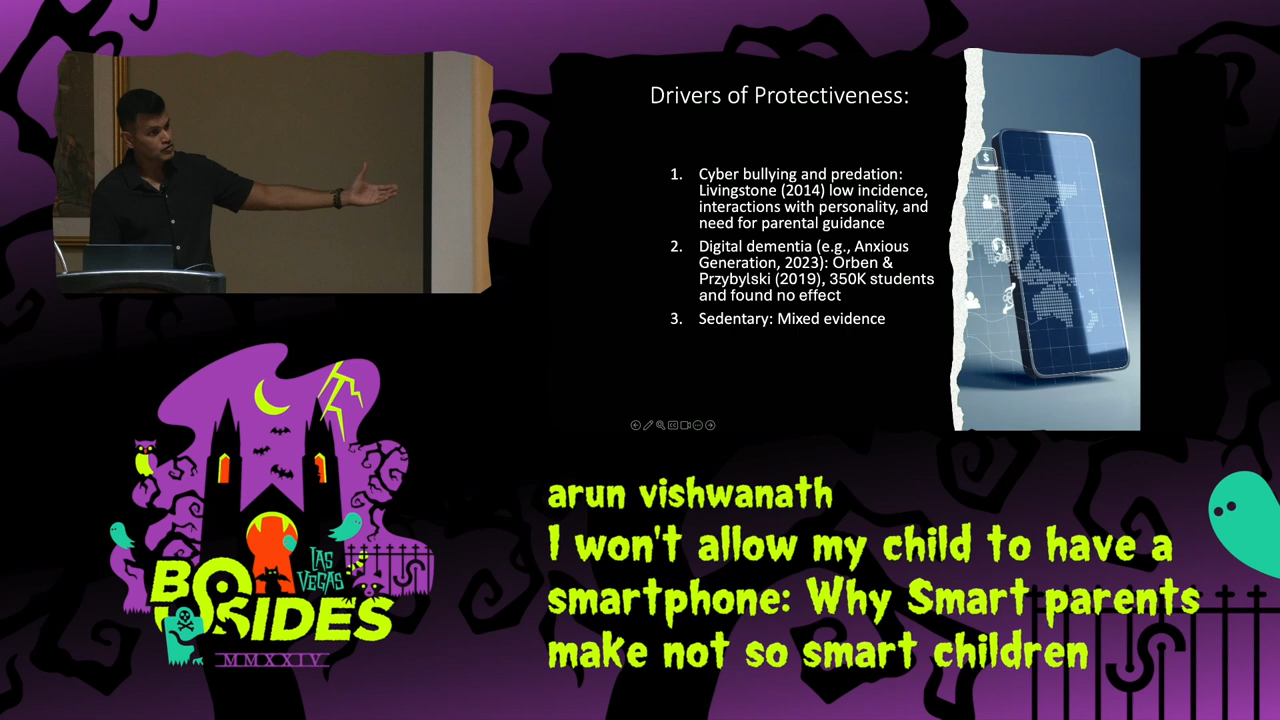 Drivers of Protectiveness:
1. Cyber bullying and predation:
Livingstone (2014) low incidence,
interactions with personality, and
need for parental guidance
2. Digital dementia (e.g., Anxious
Generation, 2023): Orben &
Przybylski (2019), 350K students
and found no effect
3. Sedentary: Mixed evidence
$
CC
LAS
VEGAS
BSIDES
MMXXIV
arun vishwanath
I won't allow my child to have a
smartphone: Why Smart parents
make not so smart children